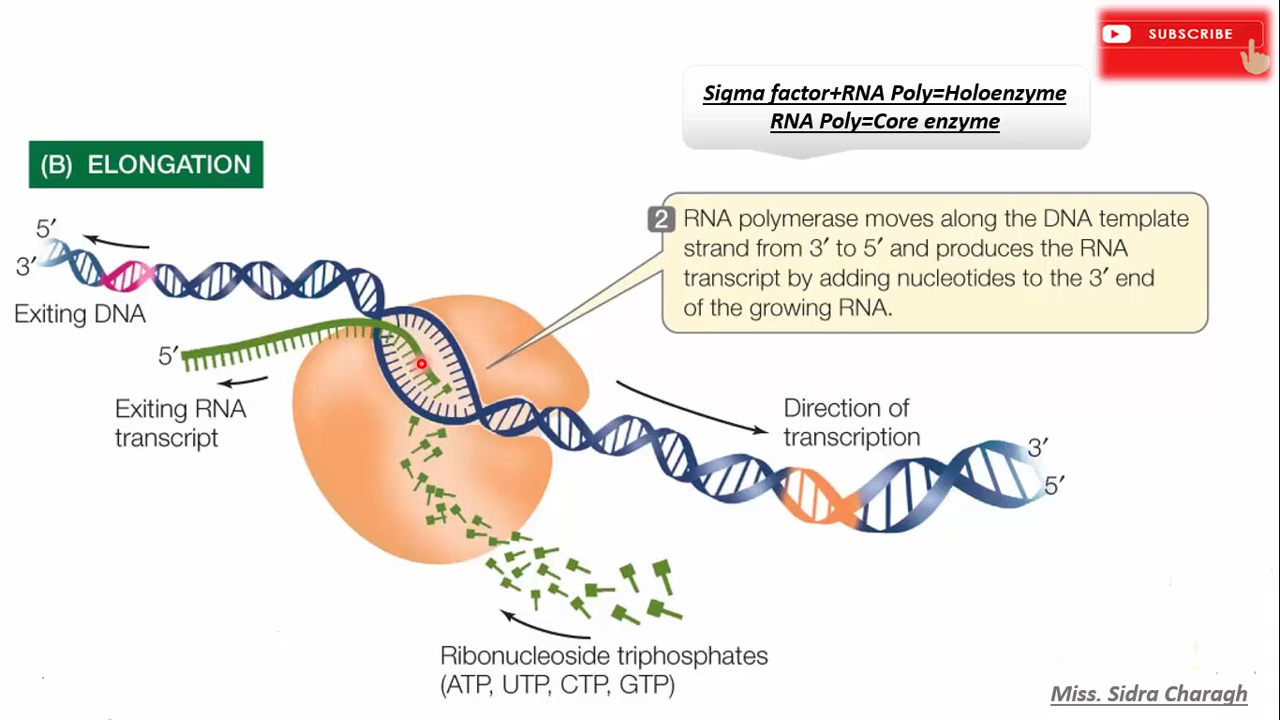 SUBSCRIBE
Sigma factor+RNA Poly=Holoenzyme
RNA Poly=Core enzyme
(B) ELONGATION
2 RNA polymerase moves along the DNA template
strand from 3′ to 5′ and produces the RNA
transcript by adding nucleotides to the 3′ end
of the growing RNA.
5′
3′
Exiting DNA
5′
Exiting RNA
transcript
Direction of
transcription
3′
5′
Ribonucleoside triphosphates
(ATP, UTP, CTP, GTP)
Miss. Sidra Charagh